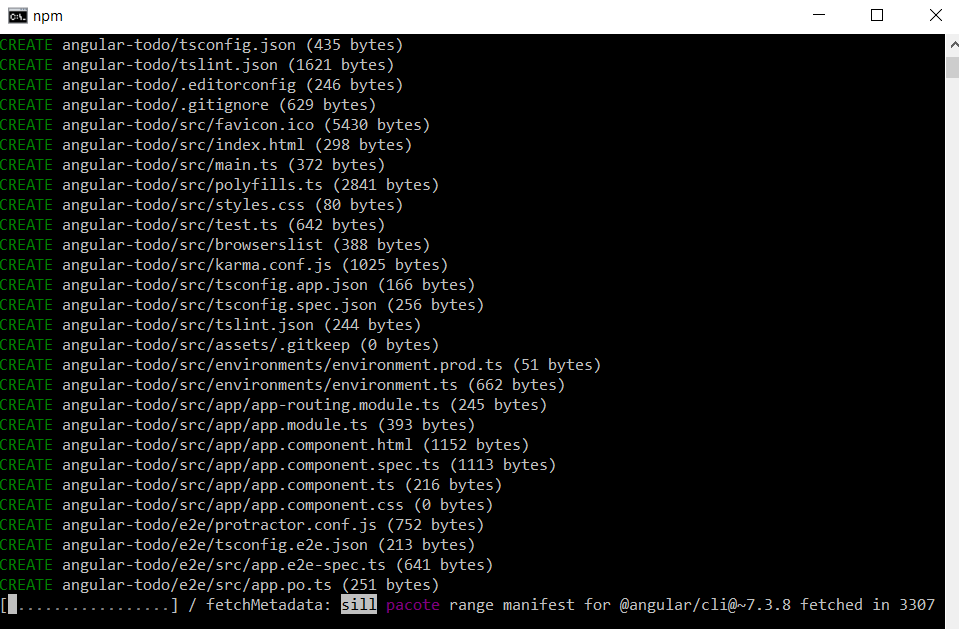 npm
CREATE angular-todo/tsconfig.json (435 bytes)
CREATE angular-todo/tslint.json (1621 bytes)
CREATE angular-todo/.editorconfig (246 bytes)
CREATE angular-todo/.gitignore (629 bytes)
CREATE angular-todo/src/favicon.ico (5430 bytes)
CREATE angular-todo/src/index.html (298 bytes)
CREATE angular-todo/src/main.ts (372 bytes)
CREATE angular-todo/src/polyfills.ts (2841 bytes)
CREATE angular-todo/src/styles.css (80 bytes)
CREATE angular-todo/src/test.ts (642 bytes)
CREATE angular-todo/src/browserslist (388 bytes)
CREATE angular-todo/src/karma.conf.js (1025 bytes)
CREATE angular-todo/src/tsconfig.app.json (166 bytes)
CREATE angular-todo/src/tsconfig.spec.json (256 bytes)
CREATE angular-todo/src/tslint.json (244 bytes)
CREATE angular-todo/src/assets/.gitkeep (0 bytes)
CREATE angular-todo/src/environments/environment.prod.ts (51 bytes)
CREATE angular-todo/src/environments/environment.ts (662 bytes)
CREATE angular-todo/src/app/app-routing.module.ts (245 bytes)
CREATE angular-todo/src/app/app.module.ts (393 bytes)
CREATE angular-todo/src/app/app.component.html (1152 bytes)
CREATE angular-todo/src/app/app.component.spec.ts (1113 bytes)
CREATE angular-todo/src/app/app.component.ts (216 bytes)
CREATE angular-todo/src/app/app.component.css (0 bytes)
CREATE angular-todo/e2e/protractor.conf.js (752 bytes)
CREATE angular-todo/e2e/tsconfig.e2e.json (213 bytes)
CREATE angular-todo/e2e/src/app.e2e-spec.ts (641 bytes)
CREATE angular-todo/e2e/src/app.po.ts (251 bytes)
[ .................] / fetchMetadata: sill pacote range manifest for @angular/cli@~7.3.8 fetched in 3307